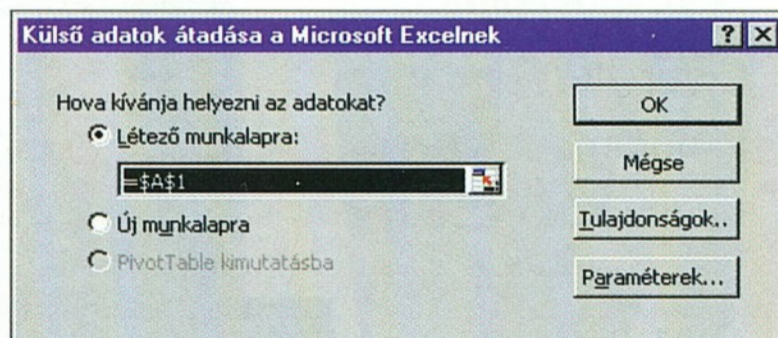 Külső adatok átadása a Microsoft Excelnek
Hova kívánja helyezni az adatokat?
Létező munkalapra:
=$A$1
Új munkalapra
PivotTable kimutatásba
OK
Mégse
Tulajdonságok..
Paraméterek...